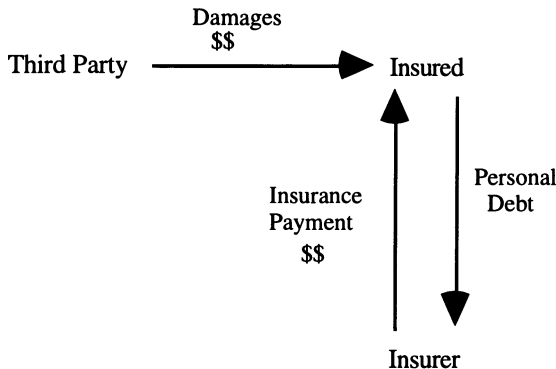 Damages
$$
Third Party
Insured
Insurance
Payment
$$
Personal
Debt
Insurer